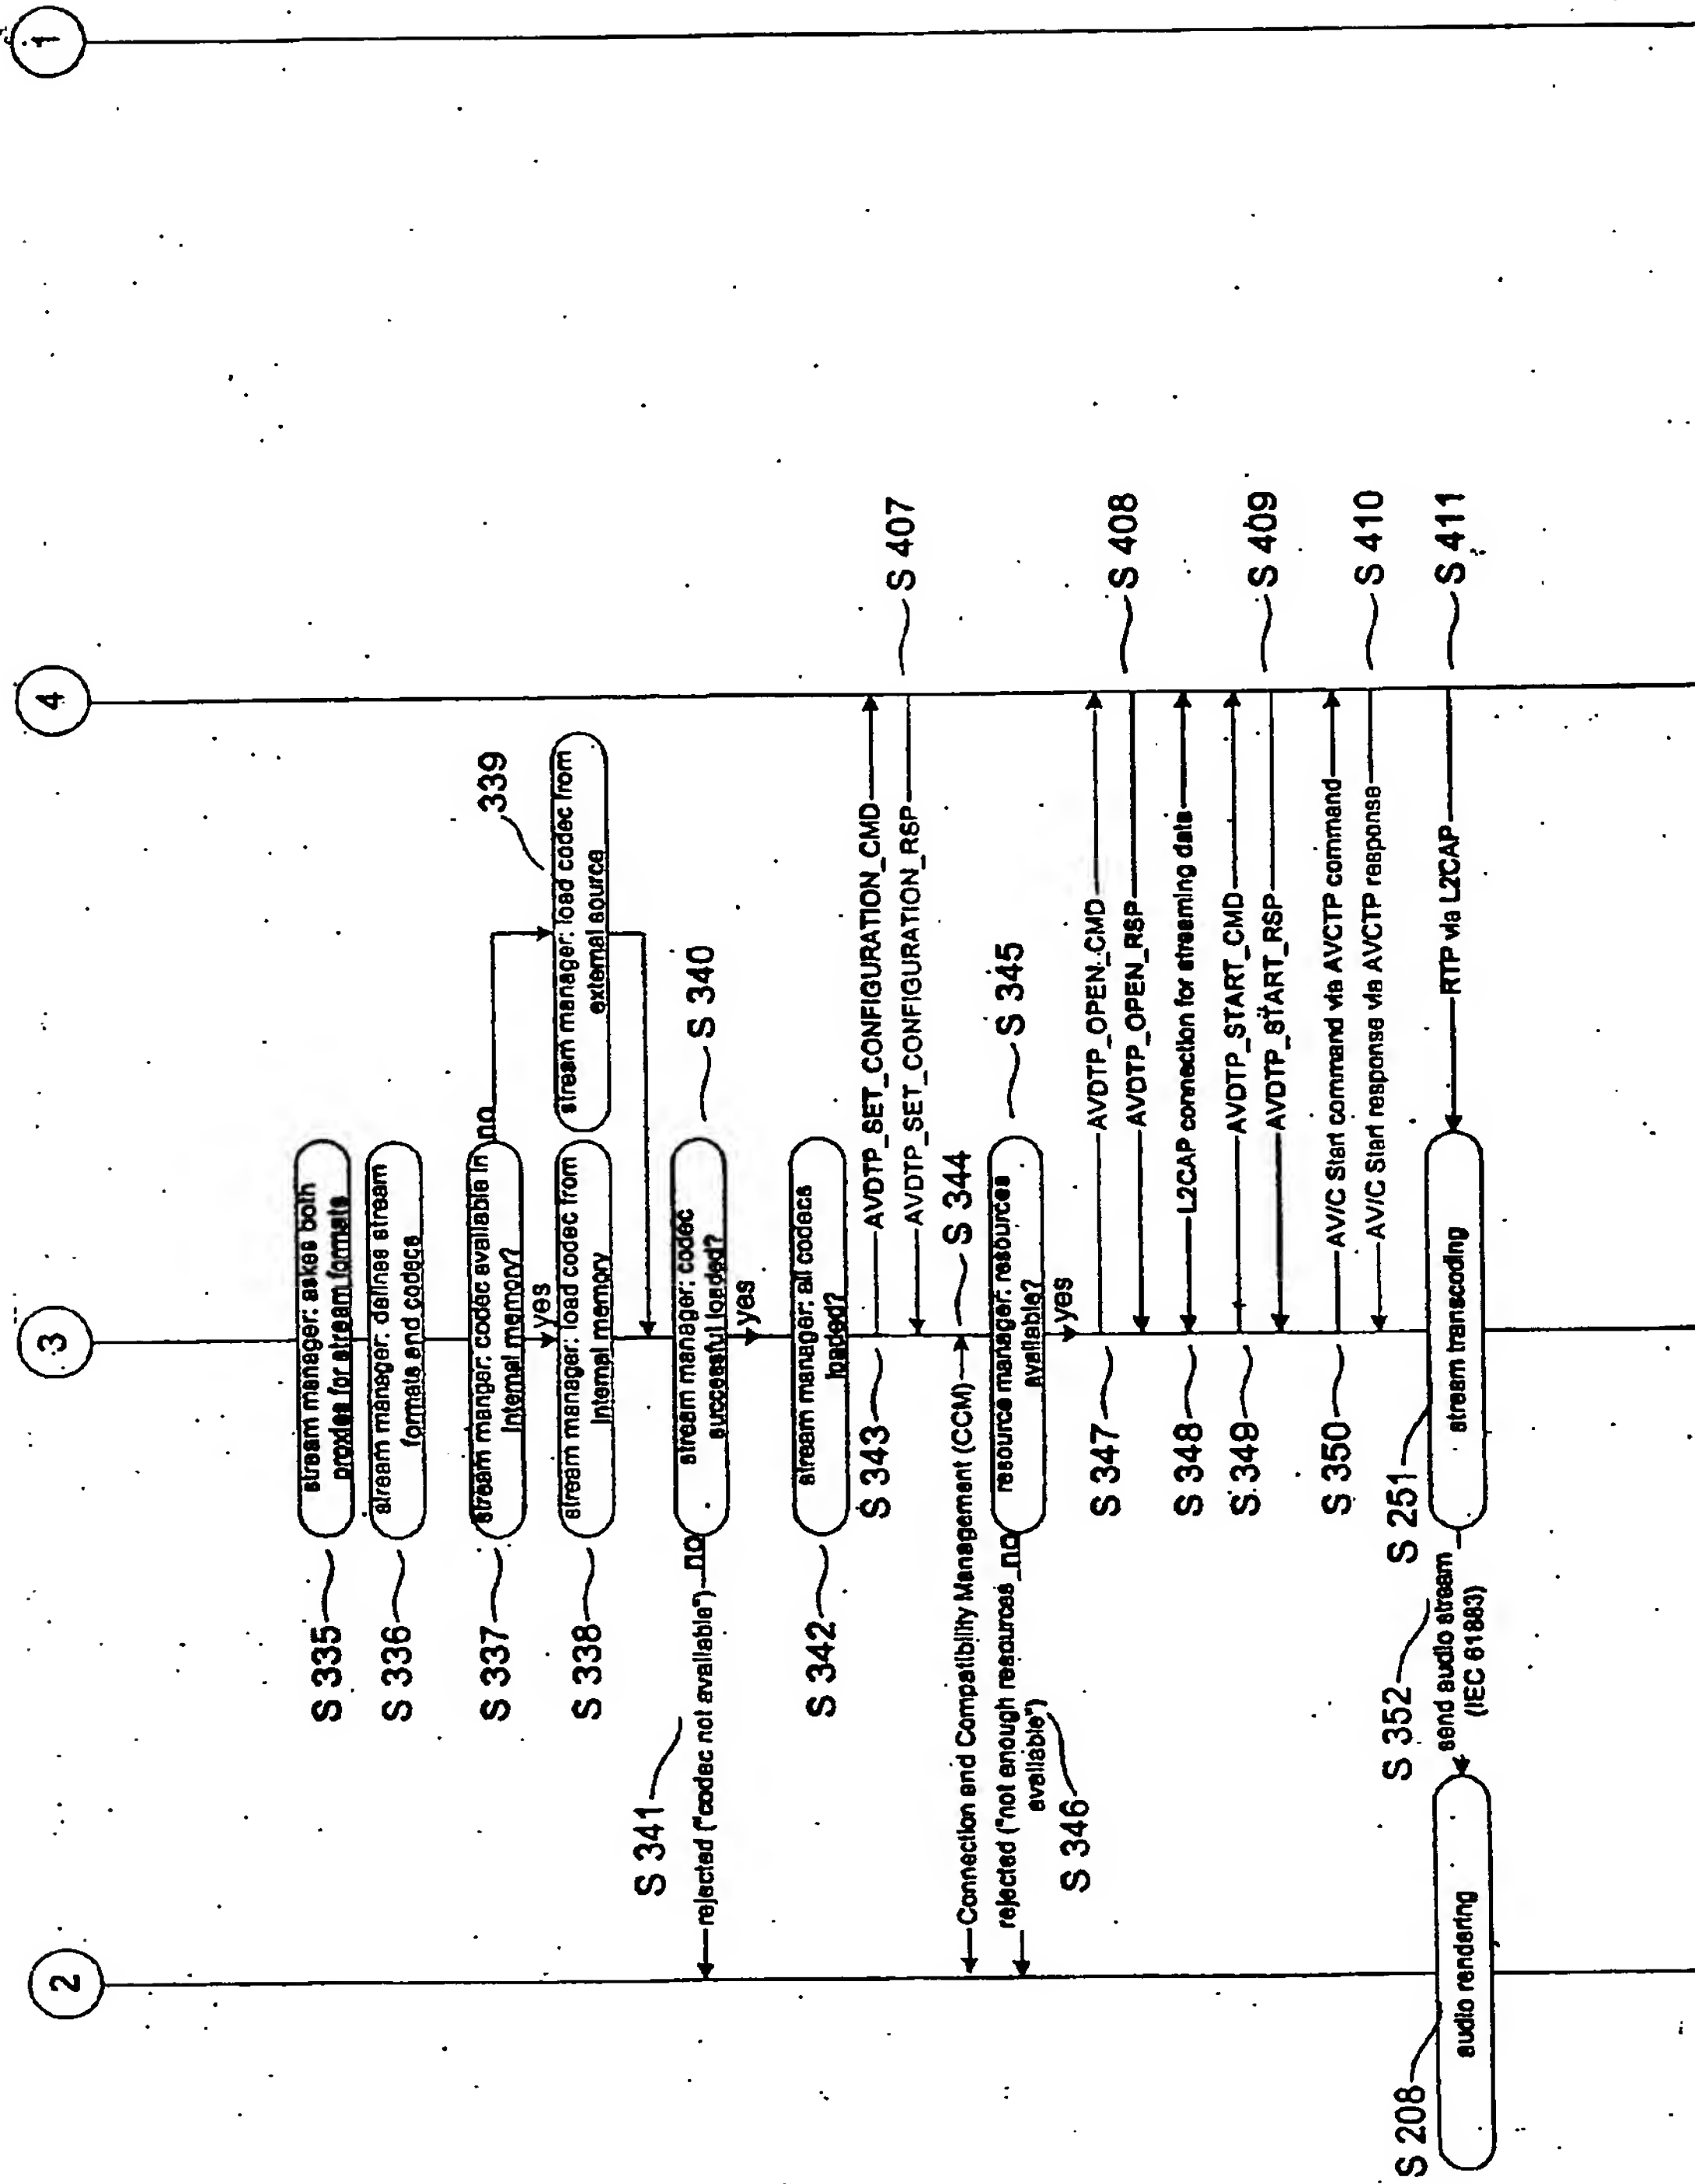 2
3
4
1
S 335
stream manager: askes both
proxies for stream formats
S 336
stream manager: defines stream
formats and codecs
S 337
stream manger: codec available in
internal memory?
no
yes
339
S 338
stream manager: load codec from
internal memory
stream manager: load codec from
external source
S 341
rejected ("codec not available")
no
stream manager: codec
successful loaded?
S 340
yes
S 342
stream manager: all codecs
loaded?
S 343
AVDTP_SET_CONFIGURATION_CMD
AVDTP_SET_CONFIGURATION_RSP
S 407
Connection and Compatibility Management (CCM)
S 344
rejected ("not enough resources
available")
no
S 346
resource manager: resources
available?
S 345
yes
S 347
AVDTP_OPEN_CMD
AVDTP_OPEN_RSP
S 408
S 348
L2CAP connection for streaming data
S 349
AVDTP_START_CMD
AVDTP_START_RSP
S 409
S 350
AV/C Start command via AVCTP command
AV/C Start response via AVCTP response
S 410
S 208
audio rendering
S 352
send audio stream
(IEC 61883)
S 251
stream transcoding
RTP via L2CAP
S 411